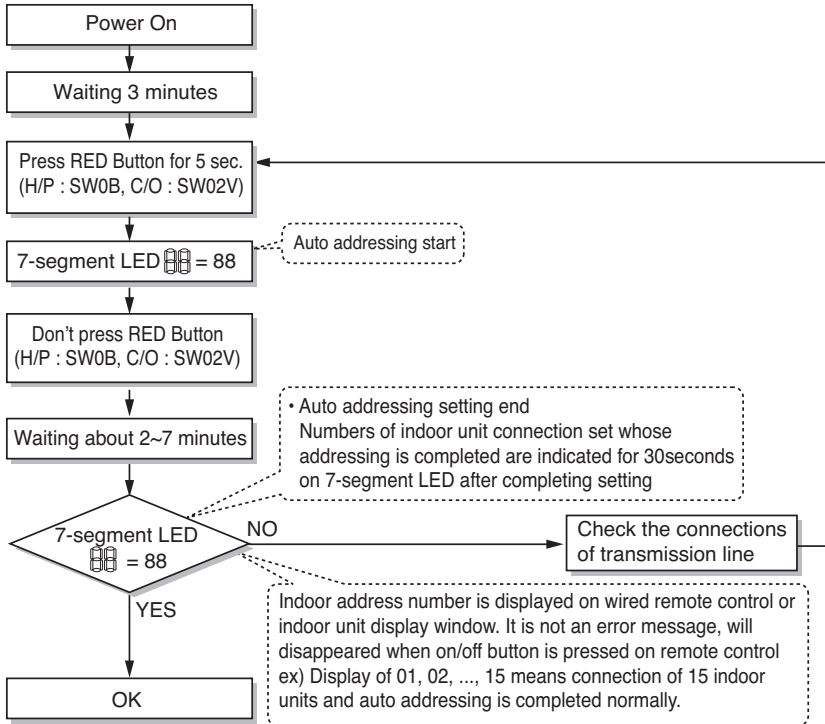 Power On
Waiting 3 minutes
Press RED Button for 5 sec.
(H/P : SW0B, C/O : SW02V)
7-segment LED 88 = 88
Auto addressing start
Don't press RED Button
(H/P : SW0B, C/O : SW02V)
Waiting about 2~7 minutes
• Auto addressing setting end
Numbers of indoor unit connection set whose
addressing is completed are indicated for 30seconds
on 7-segment LED after completing setting
7-segment LED
88 = 88
NO
Check the connections
of transmission line
YES
Indoor address number is displayed on wired remote control or
indoor unit display window. It is not an error message, will
disappeared when on/off button is pressed on remote control
ex) Display of 01, 02, ..., 15 means connection of 15 indoor
units and auto addressing is completed normally.
OK